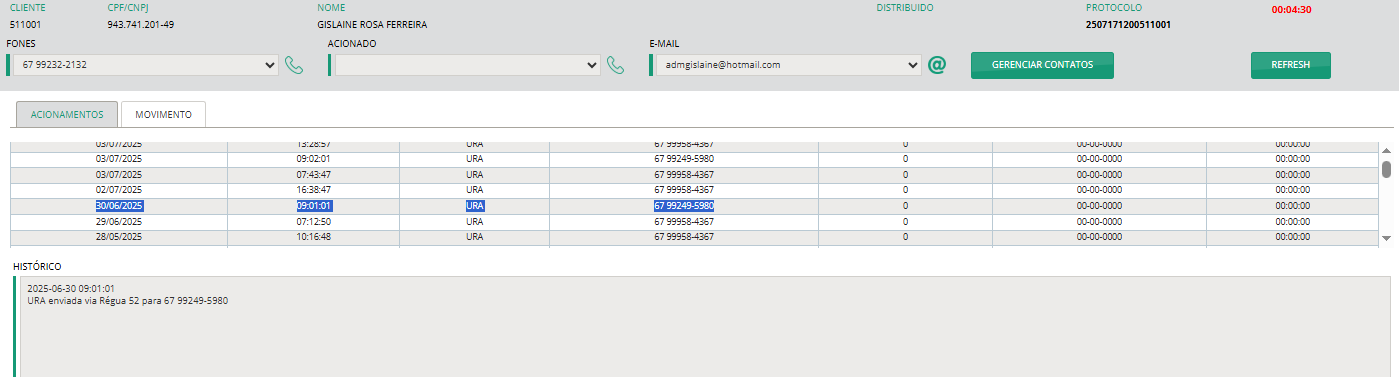 CLIENTE CPF/CNPJ NOME DISTRIBUIDO PROTOCOLO 00:04:30
511001 943.741.201-49 GISLAINE ROSA FERREIRA 2507171200511001
FONES ACIONADO E-MAIL
67 99232-2132 admgislaine@hotmail.com @ GERENCIAR CONTATOS REFRESH
ACIONAMENTOS MOVIMENTO
03/07/2025 13:28:57 URA 67 99958-4367 0 00-00-0000 00:00:00
03/07/2025 09:02:01 URA 67 99249-5980 0 00-00-0000 00:00:00
03/07/2025 07:43:47 URA 67 99958-4367 0 00-00-0000 00:00:00
02/07/2025 16:38:47 URA 67 99958-4367 0 00-00-0000 00:00:00
30/06/2025 09:01:01 URA 67 99249-5980 0 00-00-0000 00:00:00
29/06/2025 07:12:50 URA 67 99958-4367 0 00-00-0000 00:00:00
28/05/2025 10:16:48 URA 67 99958-4367 0 00-00-0000 00:00:00
HISTÓRICO
2025-06-30 09:01:01
URA enviada via Régua 52 para 67 99249-5980